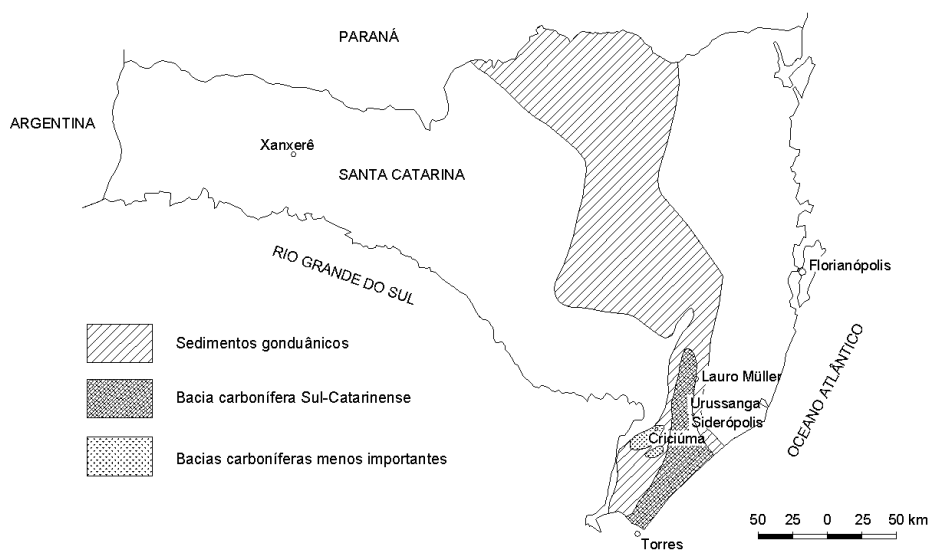 PARANÁ
ARGENTINA
Xanxerê
SANTA CATARINA
RIO GRANDE DO SUL
Florianópolis
OCEANO ATLÂNTICO
Sedimentos gonduânicos
Bacia carbonífera Sul-Catarinense
Bacias carboníferas menos importantes
Lauro Müller
Urussanga
Siderópolis
Criciúma
Torres
50 25 0 25 50 km